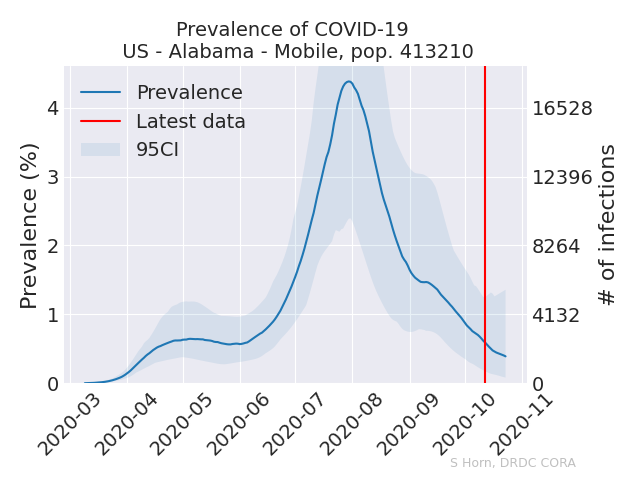 Prevalence of COVID-19
US - Alabama - Mobile, pop. 413210
Prevalence
Latest data
95CI
Prevalence (%)
4
3
2
1
0
16528
12396
8264
4132
0
# of infections
2020-03
2020-04
2020-05
2020-06
2020-07
2020-08
2020-09
2020-10
2020-11
S Horn, DRDC CORA